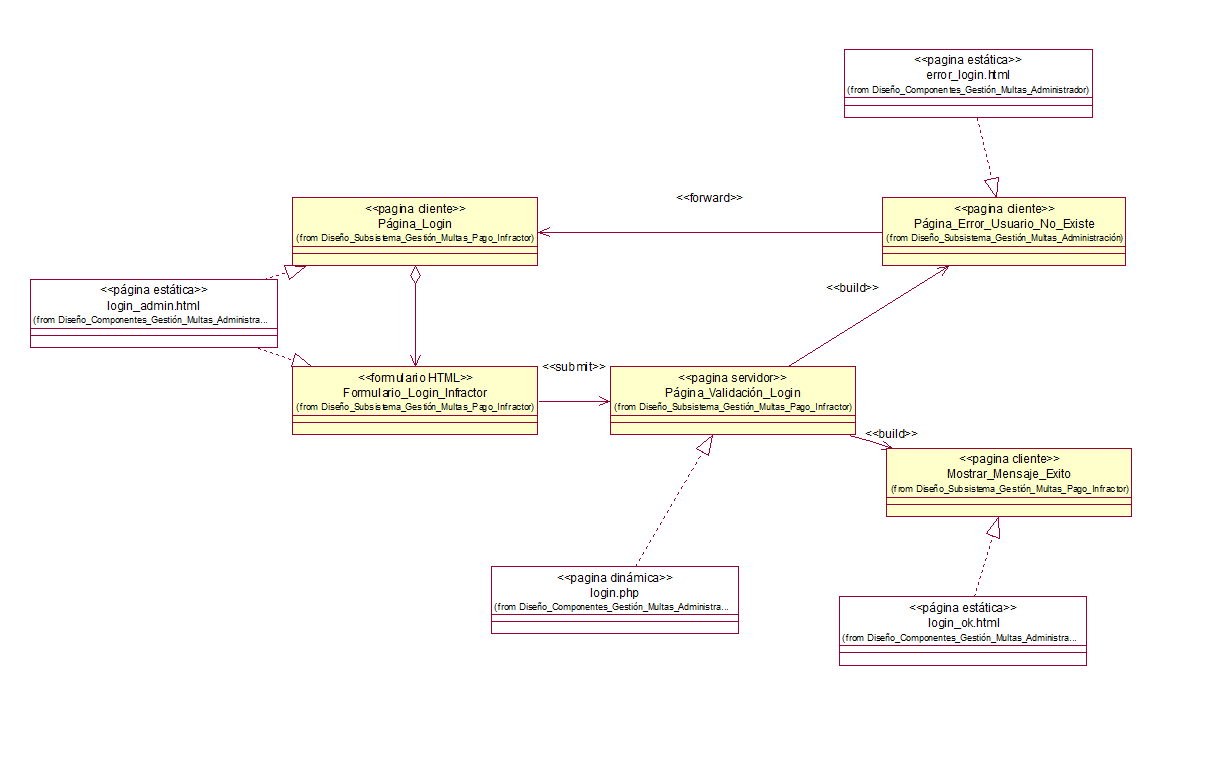 <<pagina estática>>
error_login.html
(from Diseño_Componentes_Gestión_Multas_Administrador)
<<forward>>
<<pagina cliente>>
Página_Login
(from Diseño_Subsistema_Gestión_Multas_Pago_Infractor)
<<pagina cliente>>
Página_Error_Usuario_No_Existe
(from Diseño_Subsistema_Gestión_Multas_Administración)
<<página estática>>
login_admin.html
(from Diseño_Componentes_Gestión_Multas_Administra...
<<build>>
<<formulario HTML>>
Formulario_Login_Infractor
(from Diseño_Subsistema_Gestión_Multas_Pago_Infractor)
<<submit>>
<<pagina servidor>>
Página_Validación_Login
(from Diseño_Subsistema_Gestión_Multas_Pago_Infractor)
<<build>>
<<pagina cliente>>
Mostrar_Mensaje_Exito
(from Diseño_Subsistema_Gestión_Multas_Pago_Infractor)
<<pagina dinámica>>
login.php
(from Diseño_Componentes_Gestión_Multas_Administra...
<<página estática>>
login_ok.html
(from Diseño_Componentes_Gestión_Multas_Administra...